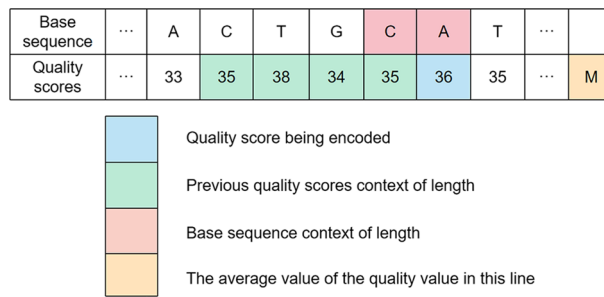 Base sequence ... A C T G C A T ...
Quality scores ... 33 35 38 34 35 36 35 ... M
Quality score being encoded
Previous quality scores context of length
Base sequence context of length
The average value of the quality value in this line